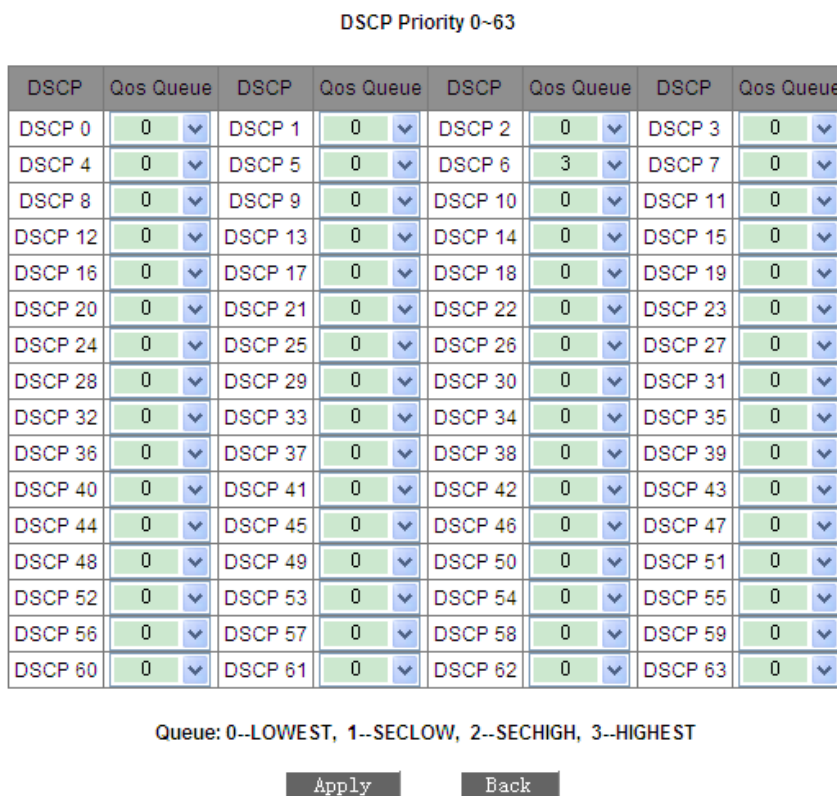 DSCP Priority 0~63
DSCP Qos Queue DSCP Qos Queue DSCP Qos Queue DSCP Qos Queue
DSCP 0 0 DSCP 1 0 DSCP 2 0 DSCP 3 0
DSCP 4 0 DSCP 5 0 DSCP 6 3 DSCP 7 0
DSCP 8 0 DSCP 9 0 DSCP 10 0 DSCP 11 0
DSCP 12 0 DSCP 13 0 DSCP 14 0 DSCP 15 0
DSCP 16 0 DSCP 17 0 DSCP 18 0 DSCP 19 0
DSCP 20 0 DSCP 21 0 DSCP 22 0 DSCP 23 0
DSCP 24 0 DSCP 25 0 DSCP 26 0 DSCP 27 0
DSCP 28 0 DSCP 29 0 DSCP 30 0 DSCP 31 0
DSCP 32 0 DSCP 33 0 DSCP 34 0 DSCP 35 0
DSCP 36 0 DSCP 37 0 DSCP 38 0 DSCP 39 0
DSCP 40 0 DSCP 41 0 DSCP 42 0 DSCP 43 0
DSCP 44 0 DSCP 45 0 DSCP 46 0 DSCP 47 0
DSCP 48 0 DSCP 49 0 DSCP 50 0 DSCP 51 0
DSCP 52 0 DSCP 53 0 DSCP 54 0 DSCP 55 0
DSCP 56 0 DSCP 57 0 DSCP 58 0 DSCP 59 0
DSCP 60 0 DSCP 61 0 DSCP 62 0 DSCP 63 0
Queue: 0--LOWEST, 1--SECLOW, 2--SECHIGH, 3--HIGHEST
Apply Back